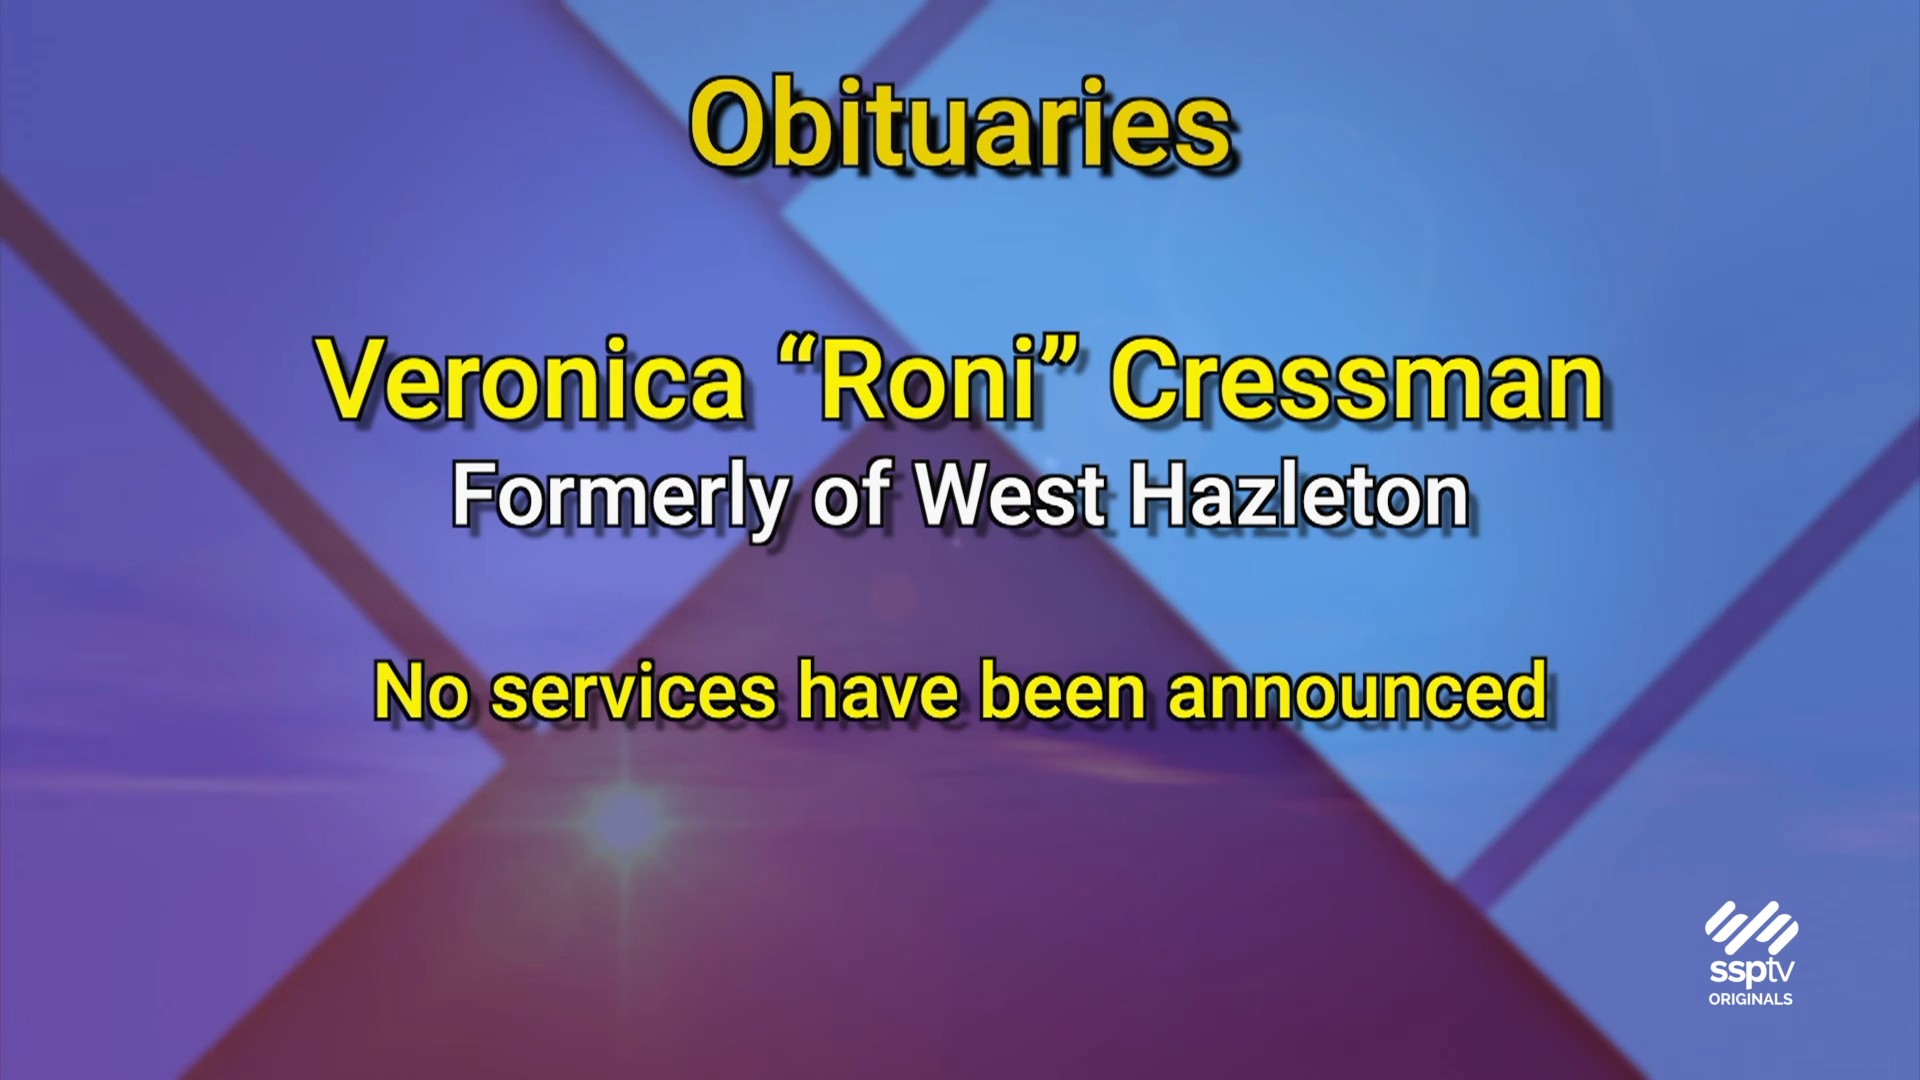 Obituaries
Veronica “Roni” Cressman
Formerly of West Hazleton
No services have been announced
ssptv
ORIGINALS